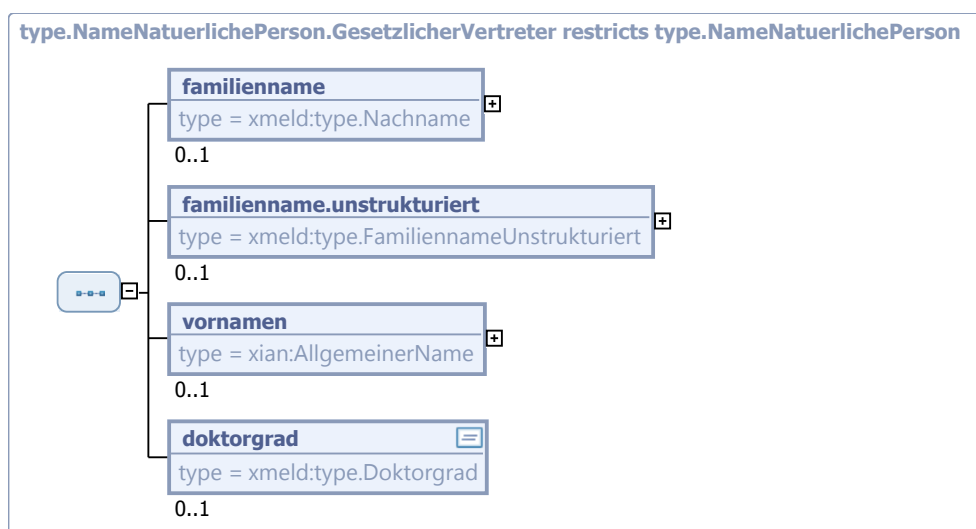 type.NameNatuerlichePerson.GesetzlicherVertreter restricts type.NameNatuerlichePerson
familienname
type = xmeld:type.Nachname
0..1
familienname.unstrukturiert
type = xmeld:type.FamiliennameUnstrukturiert
0..1
vornamen
type = xian:AllgemeinerName
0..1
doktorgrad
type = xmeld:type.Doktorgrad
0..1